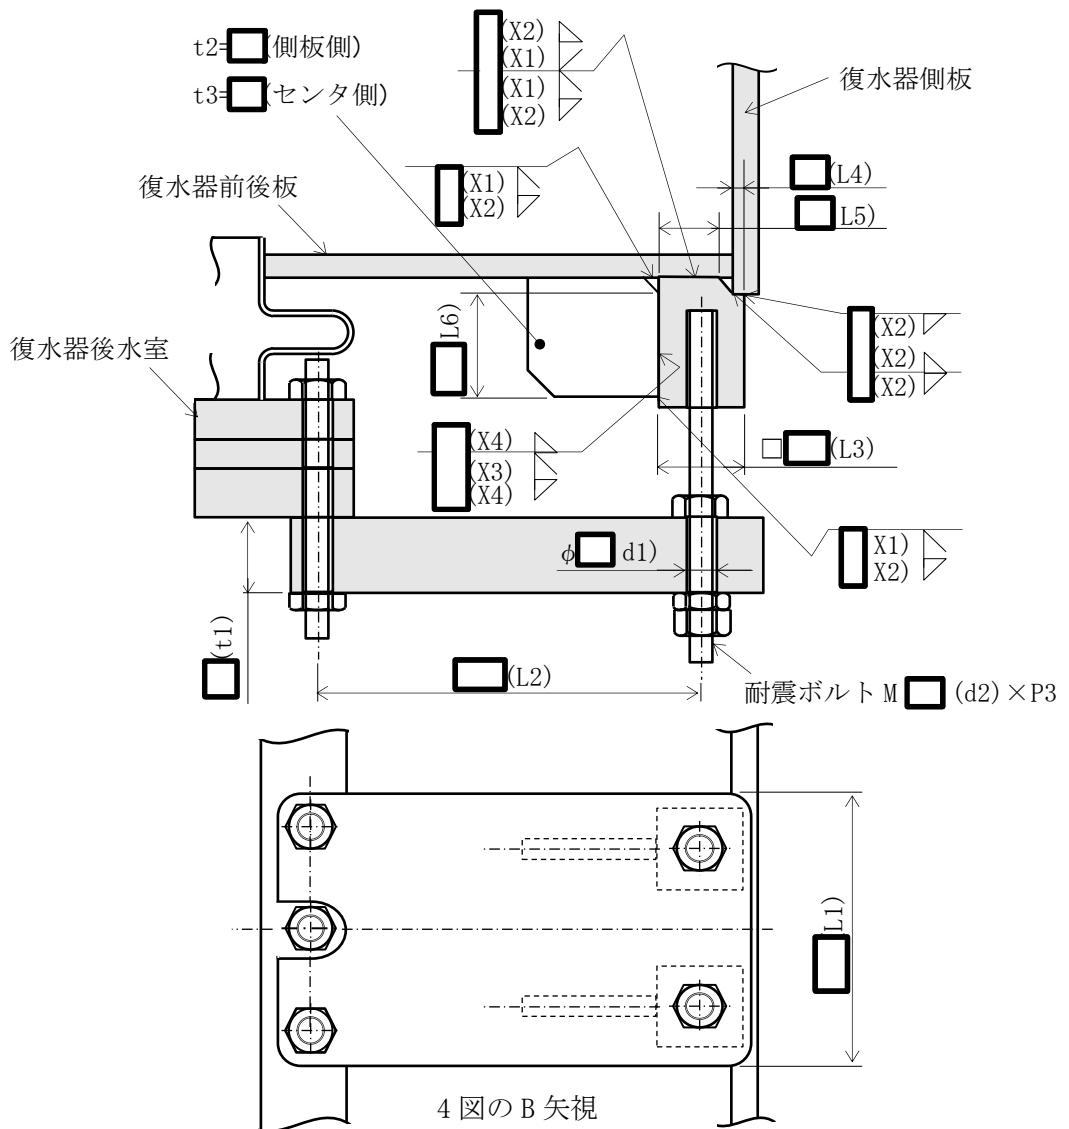 t2=(側板側)
t3=(センタ側)
(X2)
(X1)
(X1)
(X2)
復水器側板
(L4)
L5)
(X1)
(X2)
復水器前後板
L6)
復水器後水室
(X2)
(X2)
(X2)
(X4)
(X3)
(X4)
□(L3)
φ d1)
X1)
X2)
(t1)
(L2)
耐震ボルト M (d2)×P3
L1)
4図のB矢視